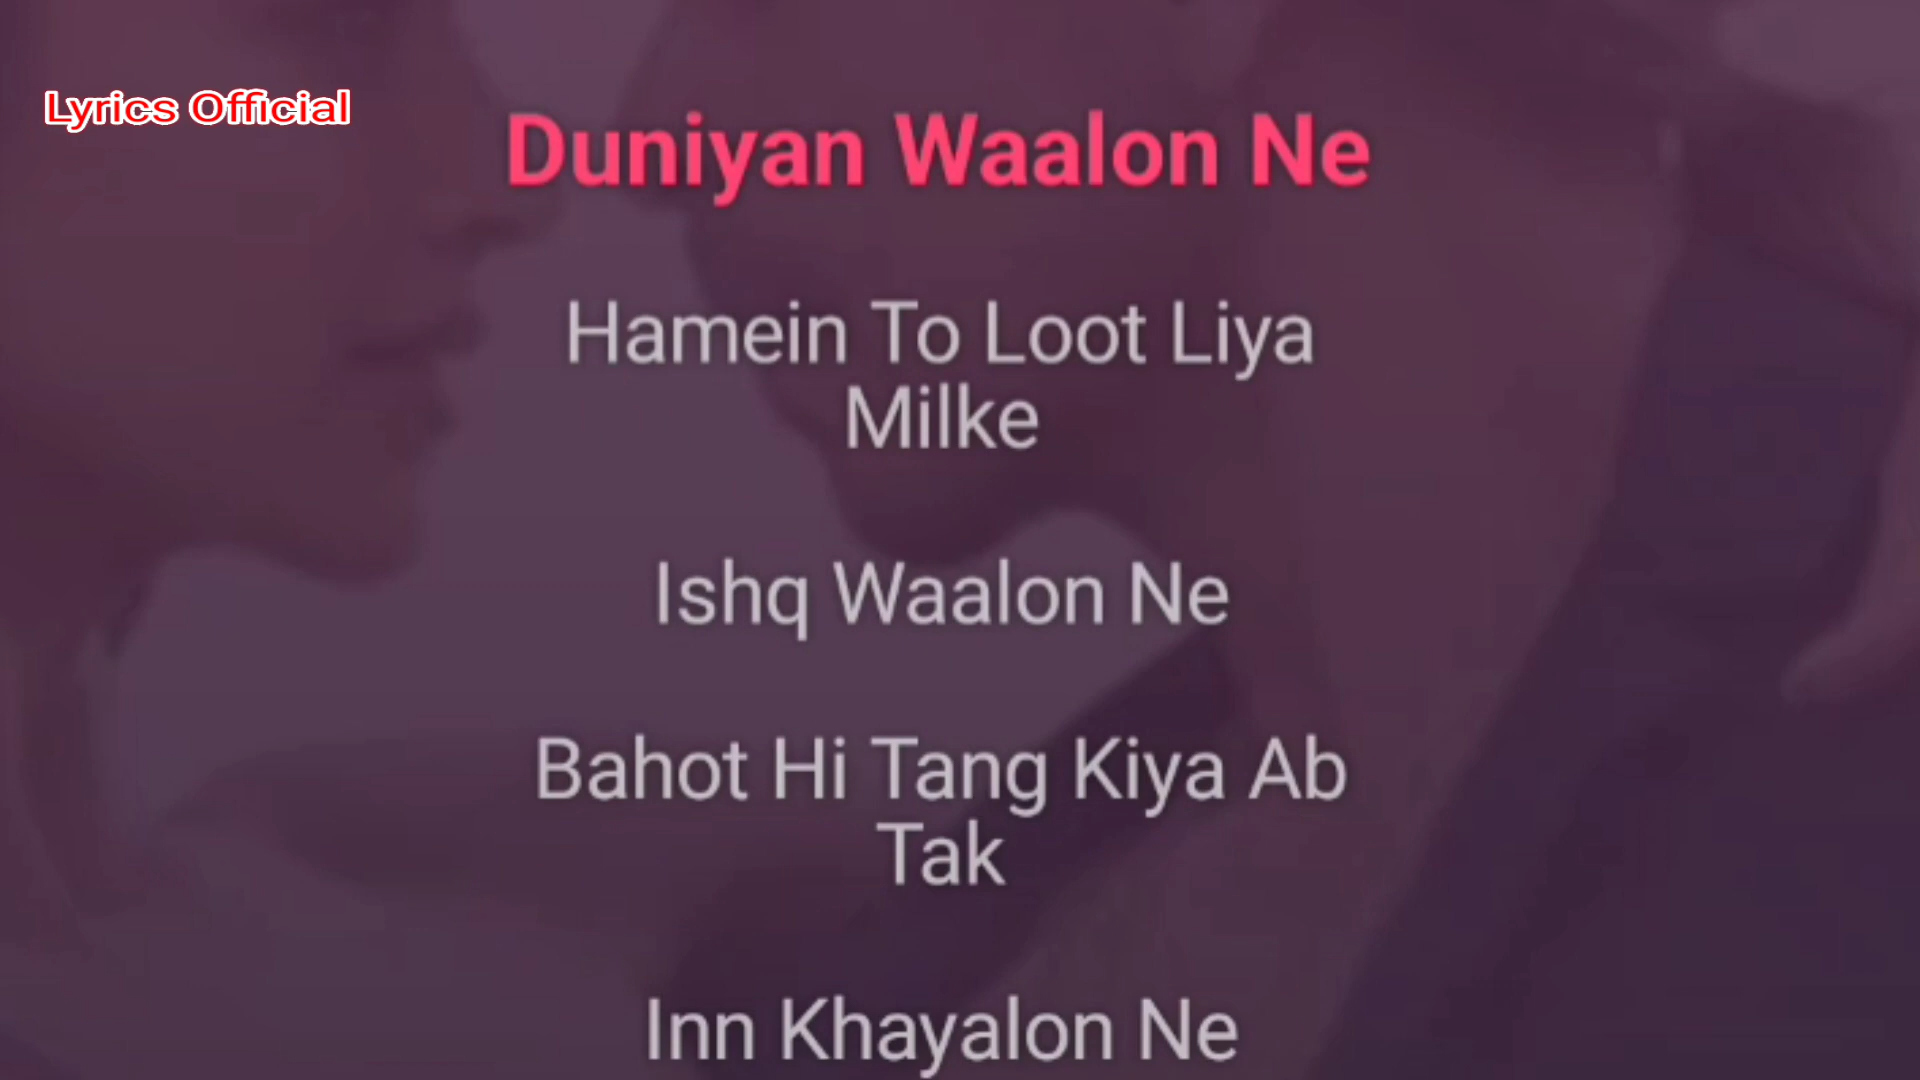 Lyrics Official
Duniyan Waalon Ne
Hamein To Loot Liya
Milke
Ishq Waalon Ne
Bahot Hi Tang Kiya Ab
Tak
Inn Khayalon Ne